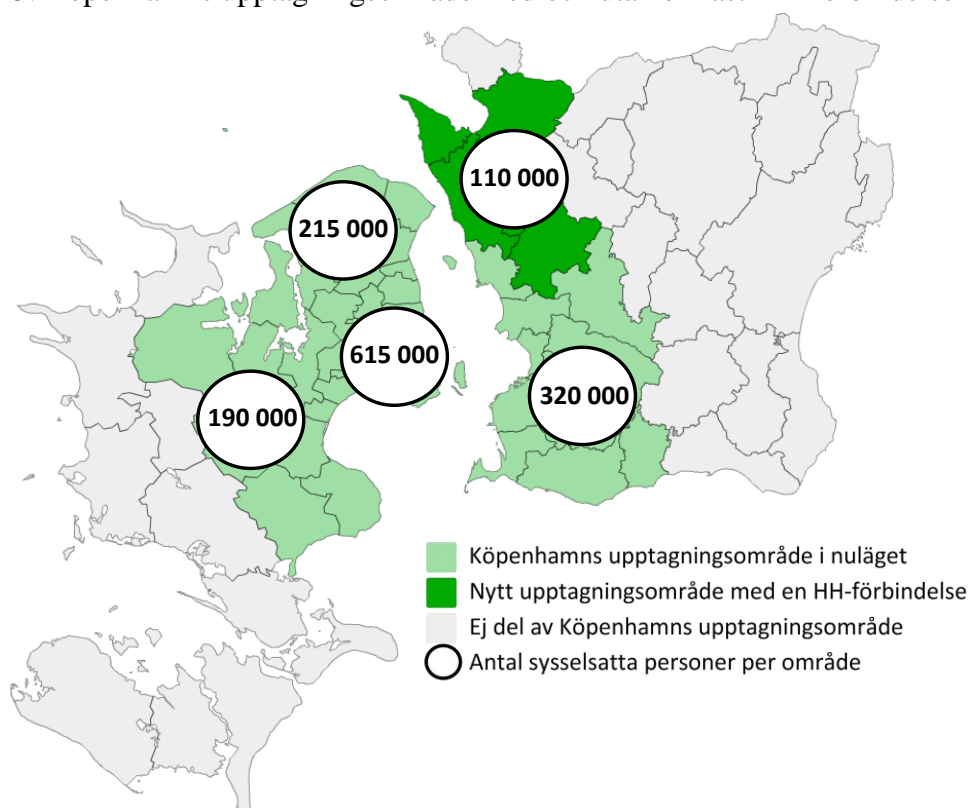 110 000
215 000
615 000
190 000
320 000
Köpenhamns upptagningsområde i nuläget
Nytt upptagningsområde med en HH-förbindelse
Ej del av Köpenhamns upptagningsområde
Antal sysselsatta personer per område